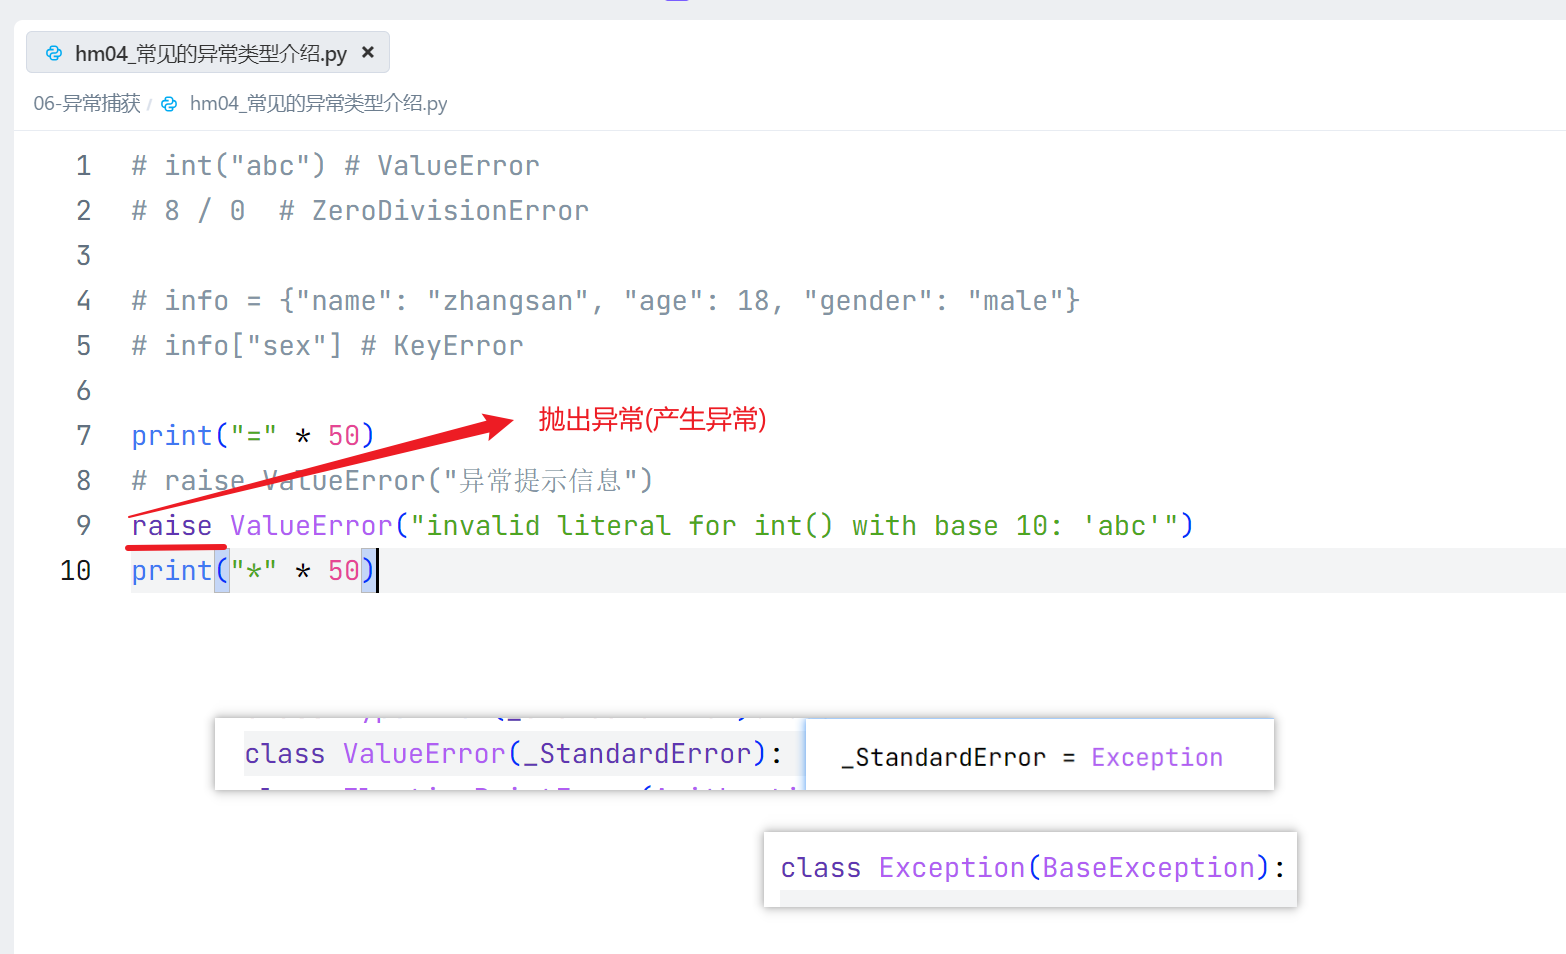 hm04_常见的异常类型介绍.py ×
06-异常捕获 / hm04_常见的异常类型介绍.py
1 # int("abc") # ValueError
2 # 8 / 0  # ZeroDivisionError
3
4 # info = {"name": "zhangsan", "age": 18, "gender": "male"}
5 # info["sex"] # KeyError
6
抛出异常(产生异常)
7 print("=" * 50)
8 # raise ValueError("异常提示信息")
9 raise ValueError("invalid literal for int() with base 10: 'abc'")
10 print("*" * 50)
class ValueError(_StandardError):
_StandardError = Exception
class Exception(BaseException):